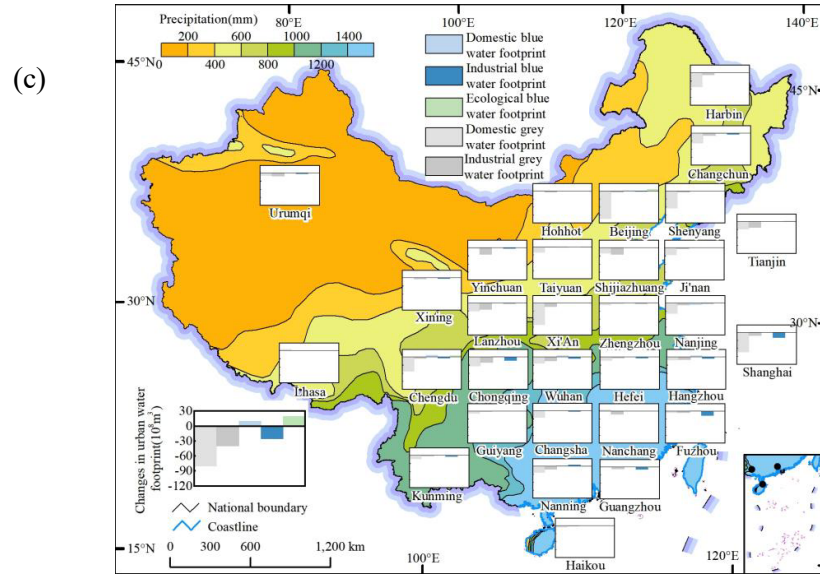 (c)
80°E
100°E
120°E
140°E
Precipitation(mm)
200 600 1000 1400
400 800 1200
45°N
45°N
Domestic blue
water footprint
Industrial blue
water footprint
Ecological blue
water footprint
Domestic grey
water footprint
Industrial grey
water footprint
Harbin
Changchun
Urumqi
Hohhot
Beijing
Shenyang
Tianjin
Yinchuan
Taiyuan
Shijiazhuang
Ji'nan
30°N
Xining
30°N
Lanzhou
Xi'An
Zhengzhou
Nanjing
Shanghai
Lhasa
Chengdu
Chongqing
Wuhan
Hefei
Hangzhou
Changes in urban water
footprint(10⁸m³)
30
0
-30
-60
-90
-120
Guiyang
Changsha
Nanchang
Fuzhou
Kunming
Nanning
Guangzhou
National boundary
Coastline
15°N
0 300 600 1,200 km
Haikou
15°N
100°E
120°E